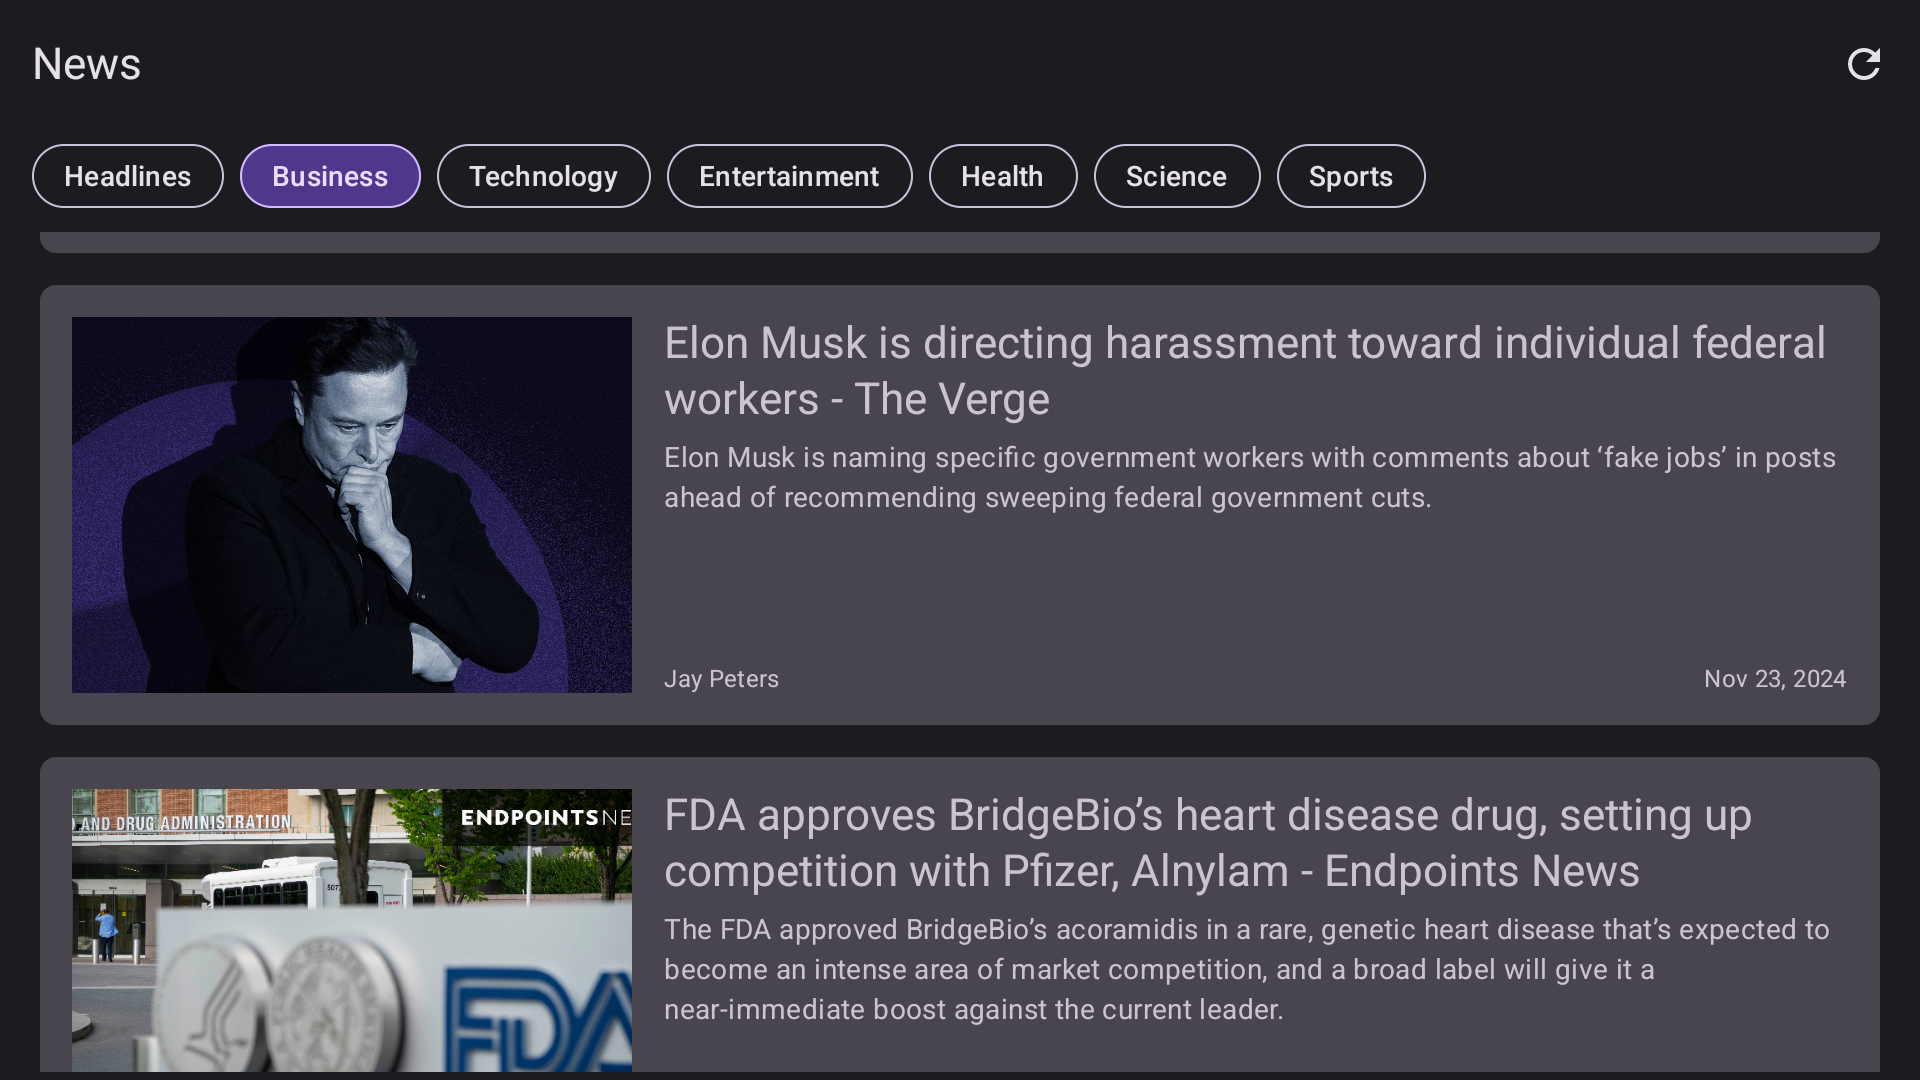 News
Headlines
Business
Technology
Entertainment
Health
Science
Sports
Elon Musk is directing harassment toward individual federal
workers - The Verge
Elon Musk is naming specific government workers with comments about ‘fake jobs’ in posts
ahead of recommending sweeping federal government cuts.
Jay Peters
Nov 23, 2024
AND DRUG ADMINISTRATION
ENDPOINTS NE
507
FDA
FDA approves BridgeBio’s heart disease drug, setting up
competition with Pfizer, Alnylam - Endpoints News
The FDA approved BridgeBio’s acoramidis in a rare, genetic heart disease that’s expected to
become an intense area of market competition, and a broad label will give it a
near-immediate boost against the current leader.